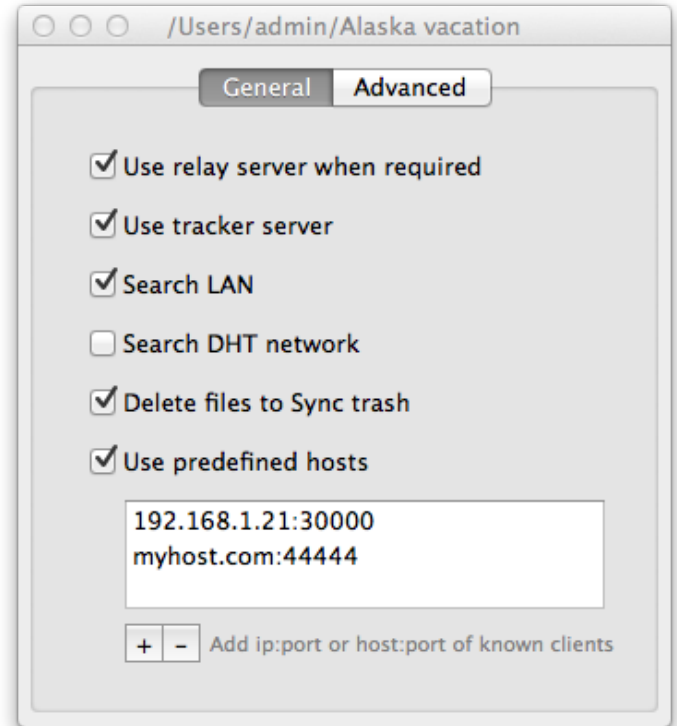 /Users/admin/Alaska vacation
General Advanced
Use relay server when required
Use tracker server
Search LAN
Search DHT network
Delete files to Sync trash
Use predefined hosts
192.168.1.21:30000
myhost.com:44444
+ - Add ip:port or host:port of known clients